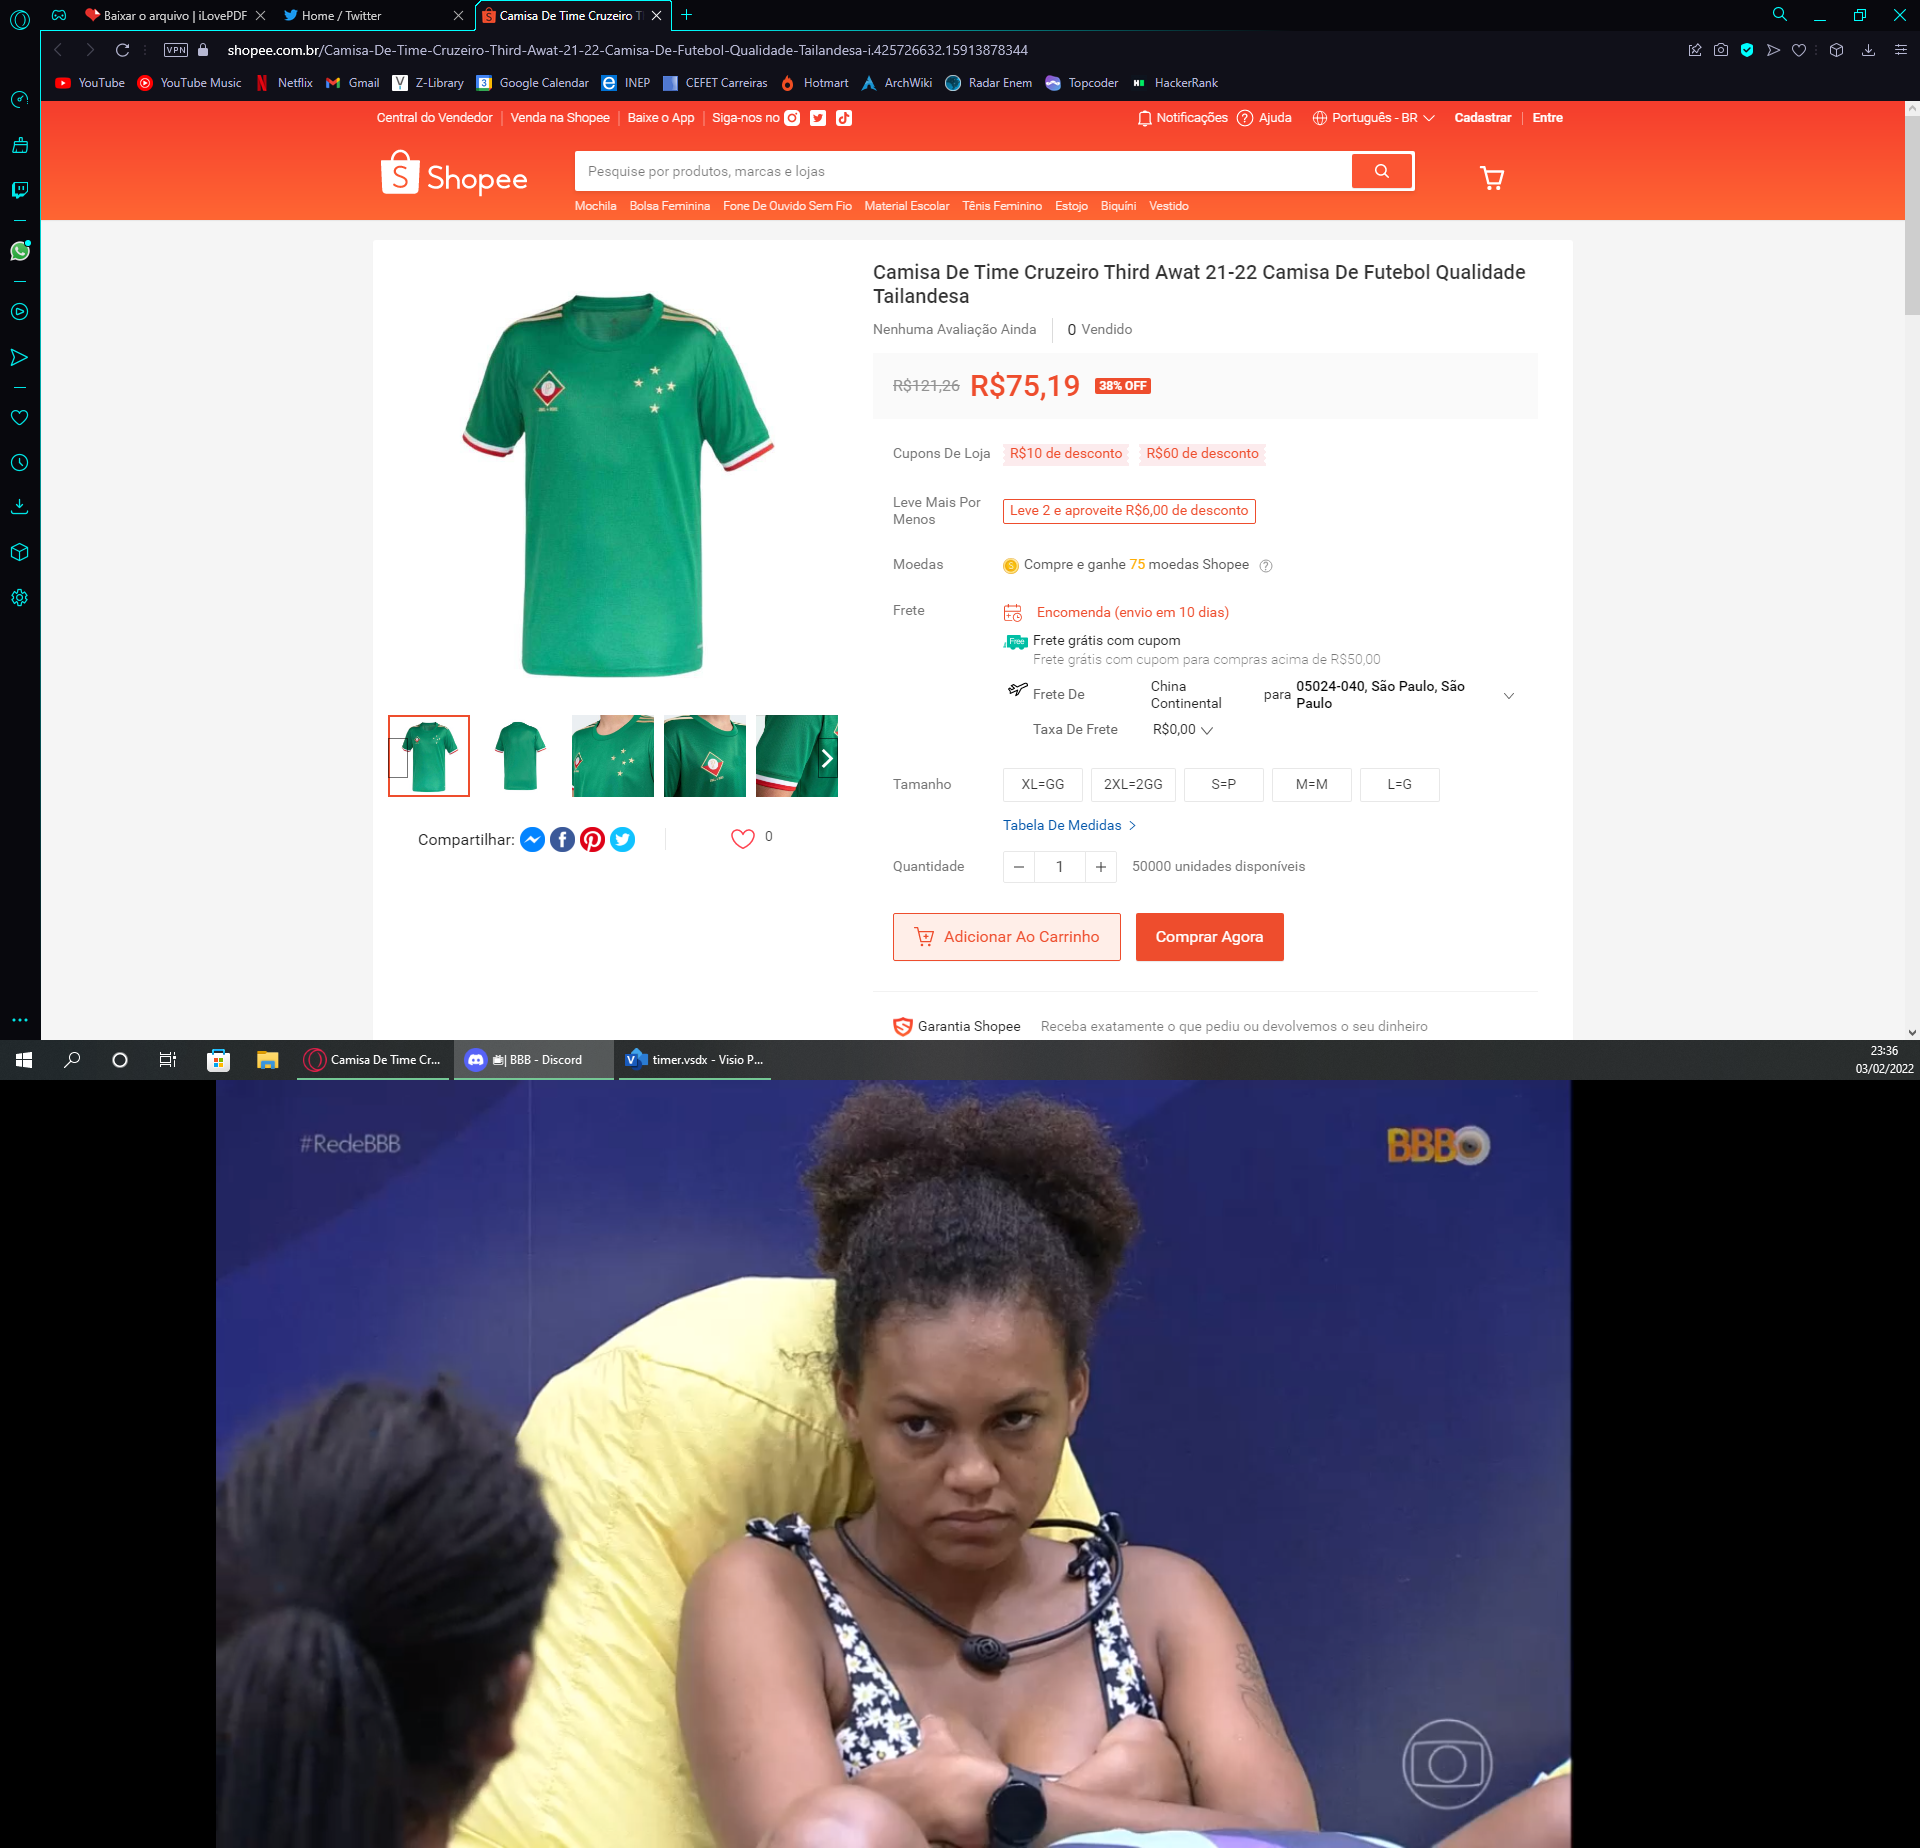 Baixar o arquivo | iLovePDF
Home / Twitter
Camisa De Time Cruzeiro T
VPN
shopee.com.br/Camisa-De-Time-Cruzeiro-Third-Awat-21-22-Camisa-De-Futebol-Qualidade-Tailandesa-i.425726632.15913878344
YouTube
YouTube Music
Netflix
Gmail
Z-Library
Google Calendar
INEP
CEFET Carreiras
Hotmart
ArchWiki
Radar Enem
Topcoder
HackerRank
Central do Vendedor
Venda na Shopee
Baixe o App
Siga-nos no
Notificações
Ajuda
Português - BR
Cadastrar
Entre
Shopee
Pesquise por produtos, marcas e lojas
Mochila
Bolsa Feminina
Fone De Ouvido Sem Fio
Material Escolar
Tênis Feminino
Estojo
Biquíni
Vestido
Camisa De Time Cruzeiro Third Awat 21-22 Camisa De Futebol Qualidade
Tailandesa
Nenhuma Avaliação Ainda
0 Vendido
R$121,26
R$75,19
38% OFF
Cupons De Loja
R$10 de desconto
R$60 de desconto
Leve Mais Por
Menos
Leve 2 e aproveite R$6,00 de desconto
Moedas
Compre e ganhe 75 moedas Shopee
Frete
Encomenda (envio em 10 dias)
Free
Frete grátis com cupom
Frete grátis com cupom para compras acima de R$50,00
Frete De
China
Continental
para
05024-040, São Paulo, São
Paulo
Taxa De Frete
R$0,00
Tamanho
XL=GG
2XL=2GG
S=P
M=M
L=G
Tabela De Medidas
Quantidade
1
50000 unidades disponíveis
Compartilhar:
0
Adicionar Ao Carrinho
Comprar Agora
Garantia Shopee
Receba exatamente o que pediu ou devolvemos o seu dinheiro
Camisa De Time Cr...
| BBB - Discord
timer.vsdx - Visio P...
23:36
03/02/2022
#RedeBBB
BBB